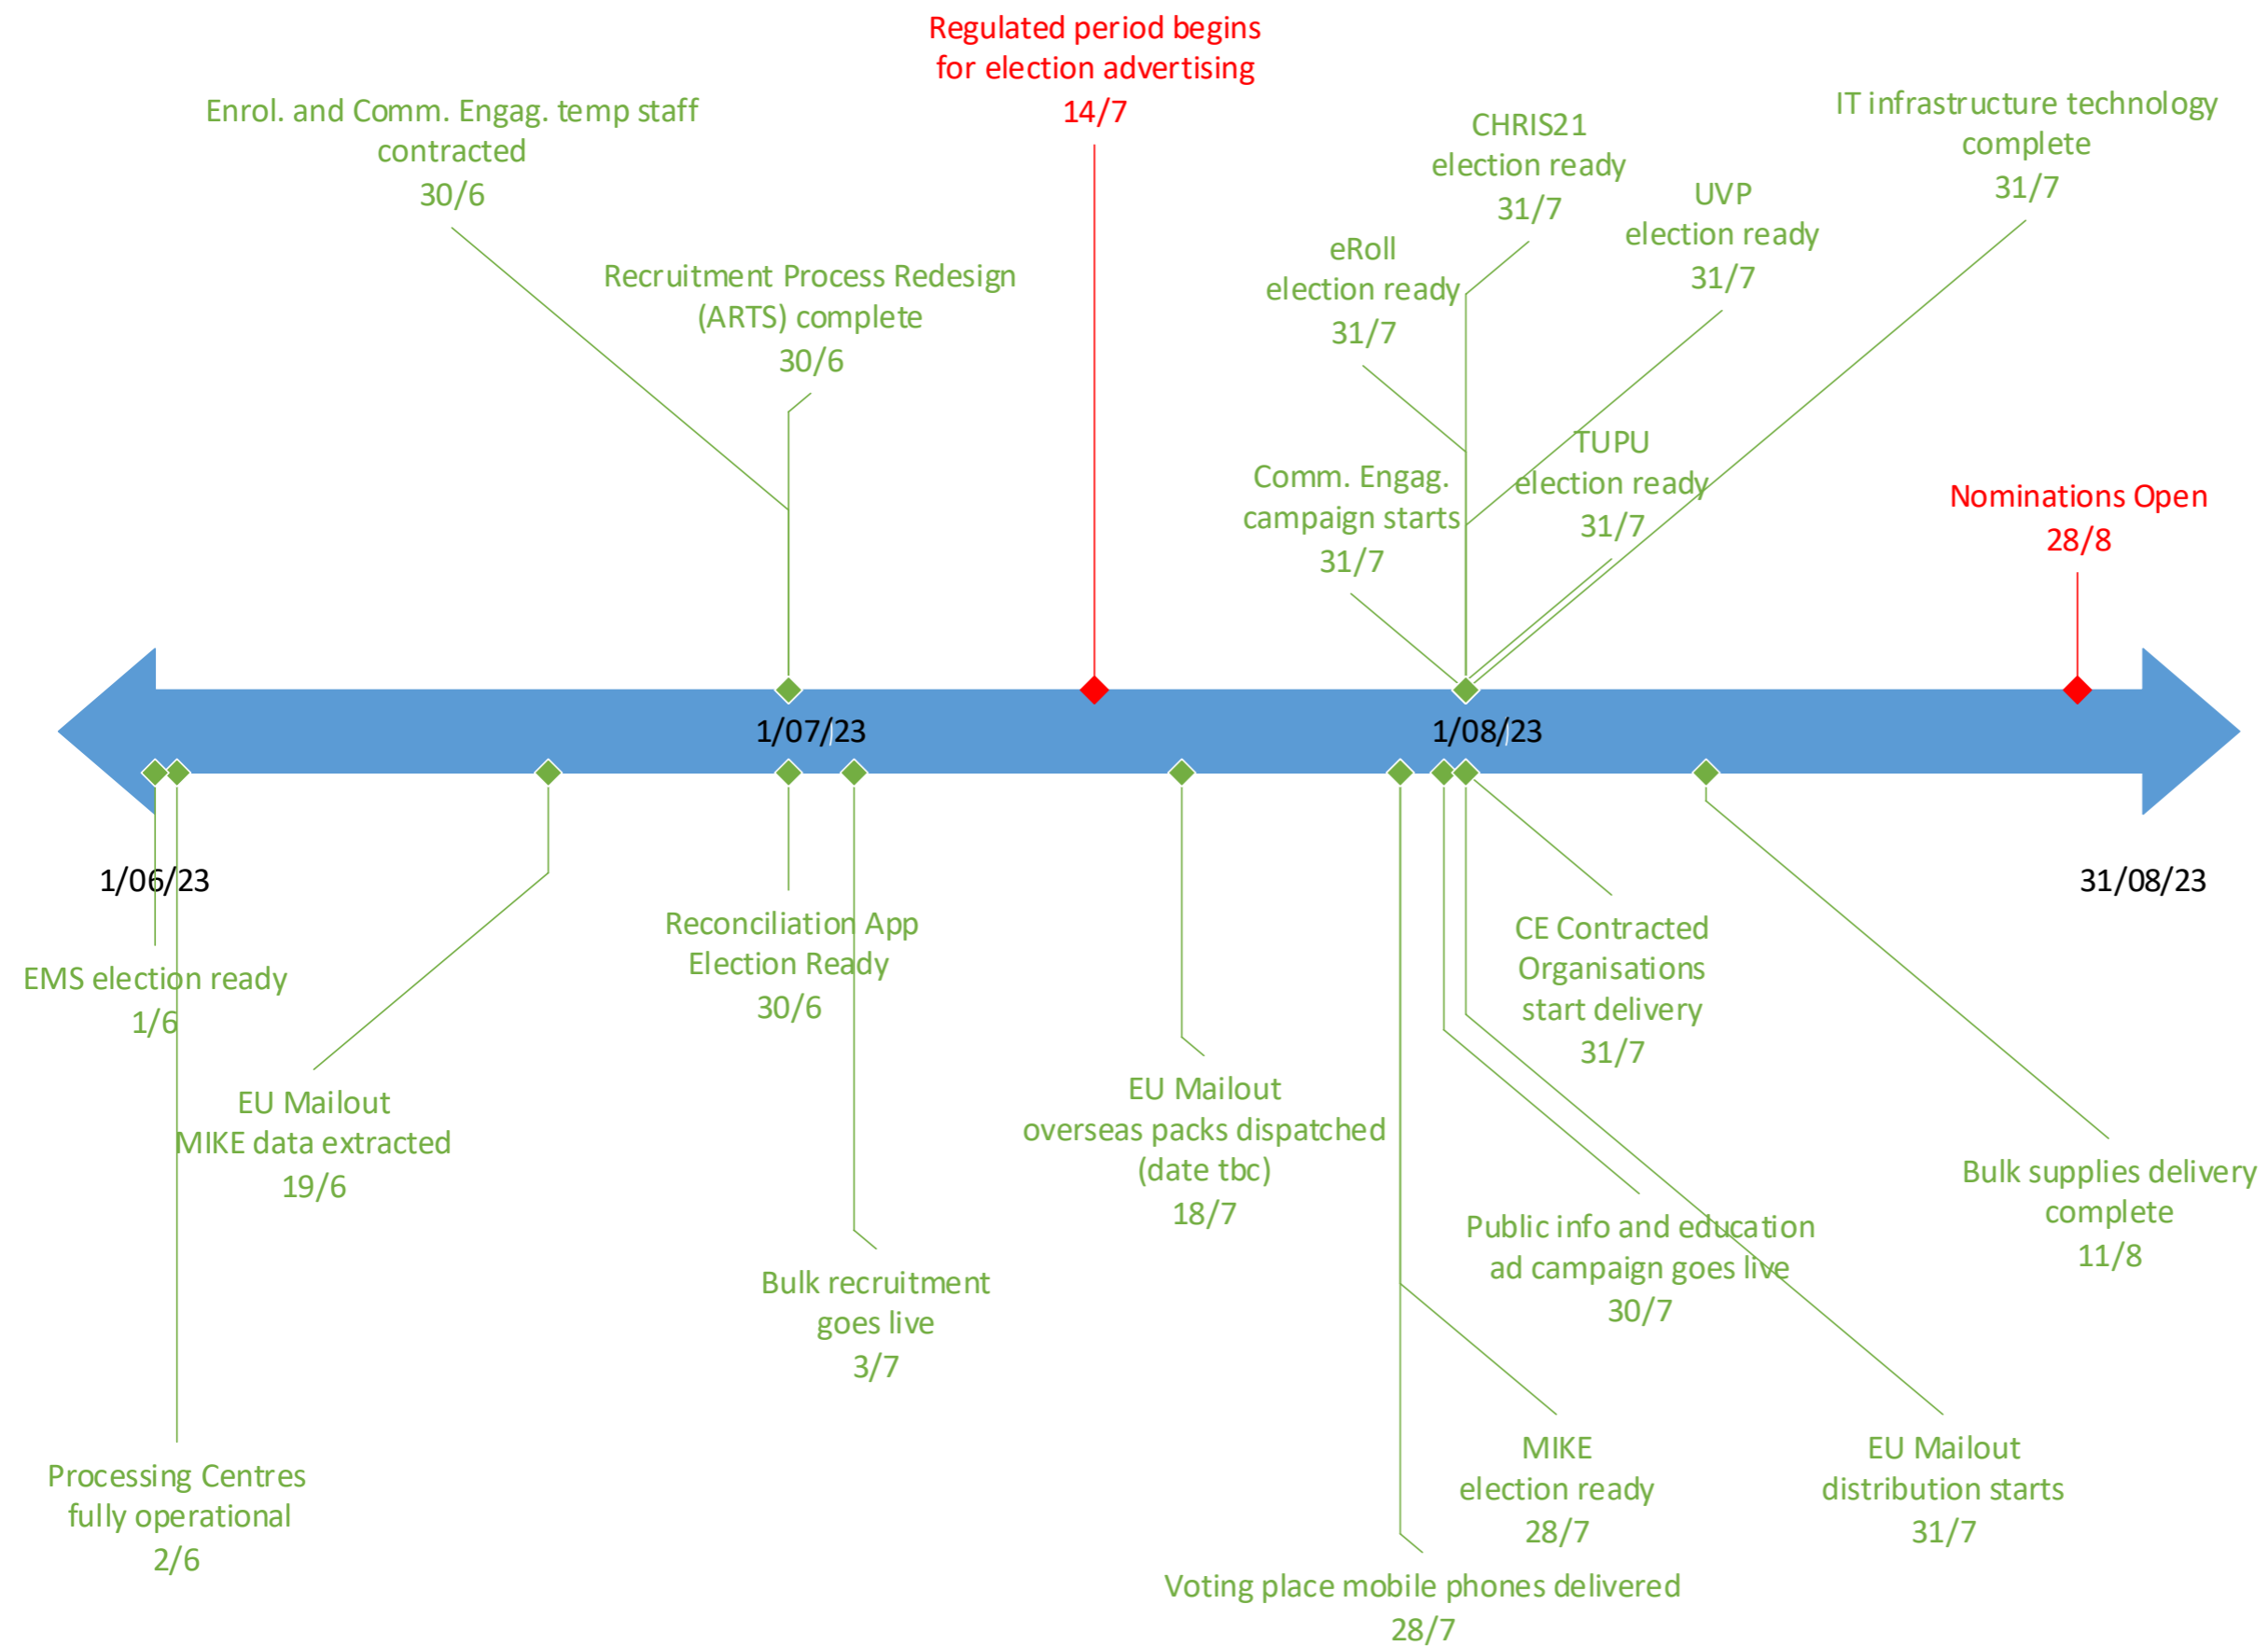 Regulated period begins
for election advertising
14/7
Enrol. and Comm. Engag. temp staff
contracted
30/6
Recruitment Process Redesign
(ARTS) complete
30/6
CHRIS21
election ready
31/7
IT infrastructure technology
complete
31/7
UVP
election ready
31/7
eRoll
election ready
31/7
TUPU
election ready
31/7
Comm. Engag.
campaign starts
31/7
Nominations Open
28/8
1/07/23
1/08/23
1/06/23
31/08/23
EMS election ready
1/6
Reconciliation App
Election Ready
30/6
CE Contracted
Organisations
start delivery
31/7
EU Mailout
MIKE data extracted
19/6
EU Mailout
overseas packs dispatched
(date tbc)
18/7
Bulk supplies delivery
complete
11/8
Public info and education
ad campaign goes live
30/7
Bulk recruitment
goes live
3/7
Processing Centres
fully operational
2/6
MIKE
election ready
28/7
EU Mailout
distribution starts
31/7
Voting place mobile phones delivered
28/7